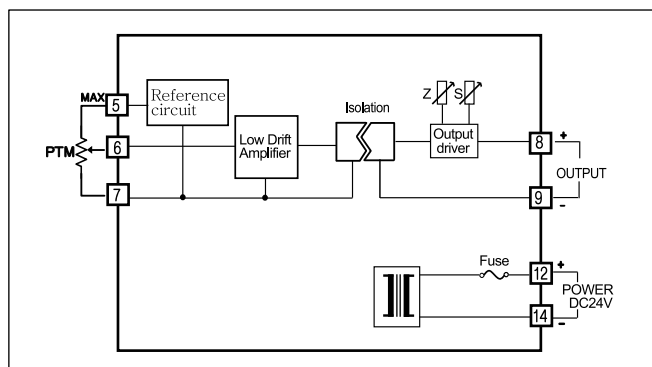 MAX
5
Reference
circuit
Z
S
Isolation
PTM
6
Low Drift
Amplifier
Output
driver
8
+
OUTPUT
7
9
-
Fuse
12
+
POWER
DC24V
14
-